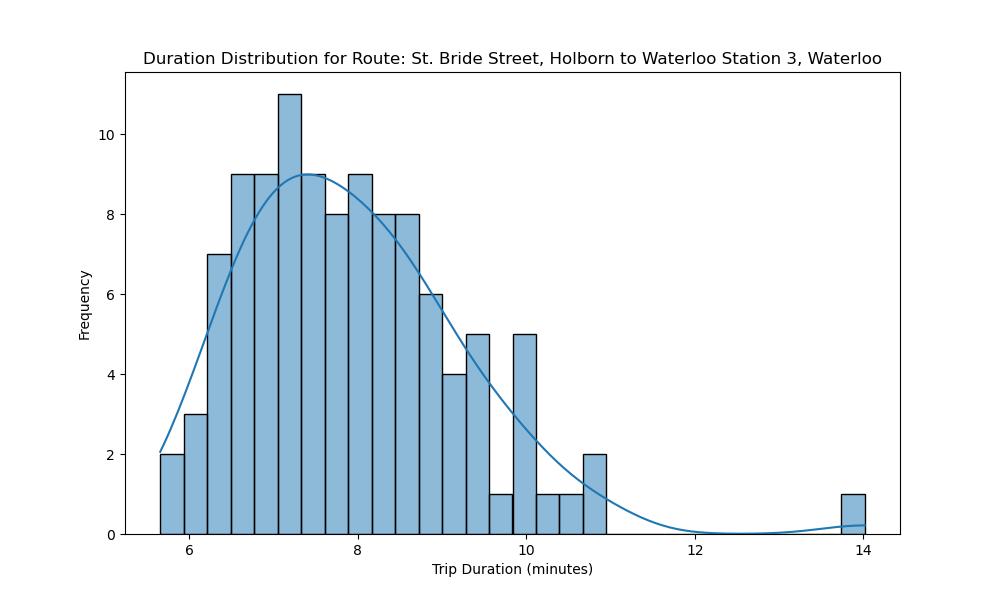 Duration Distribution for Route: St. Bride Street, Holborn to Waterloo Station 3, Waterloo
10
8
6
4
2
0
Frequency
6 8 10 12 14
Trip Duration (minutes)